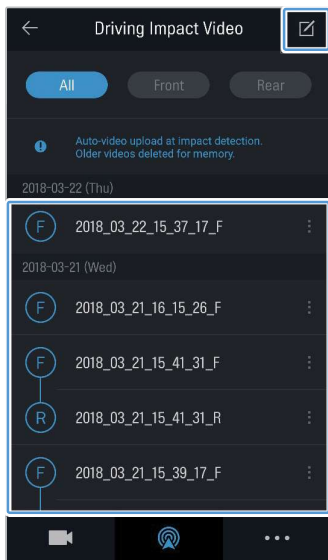 Driving Impact Video
All Front Rear
Auto-video upload at impact detection.
Older videos deleted for memory.
2018-03-22 (Thu)
F 2018_03_22_15_37_17_F
2018-03-21 (Wed)
F 2018_03_21_16_15_26_F
F 2018_03_21_15_41_31_F
R 2018_03_21_15_41_31_R
F 2018_03_21_15_39_17_F